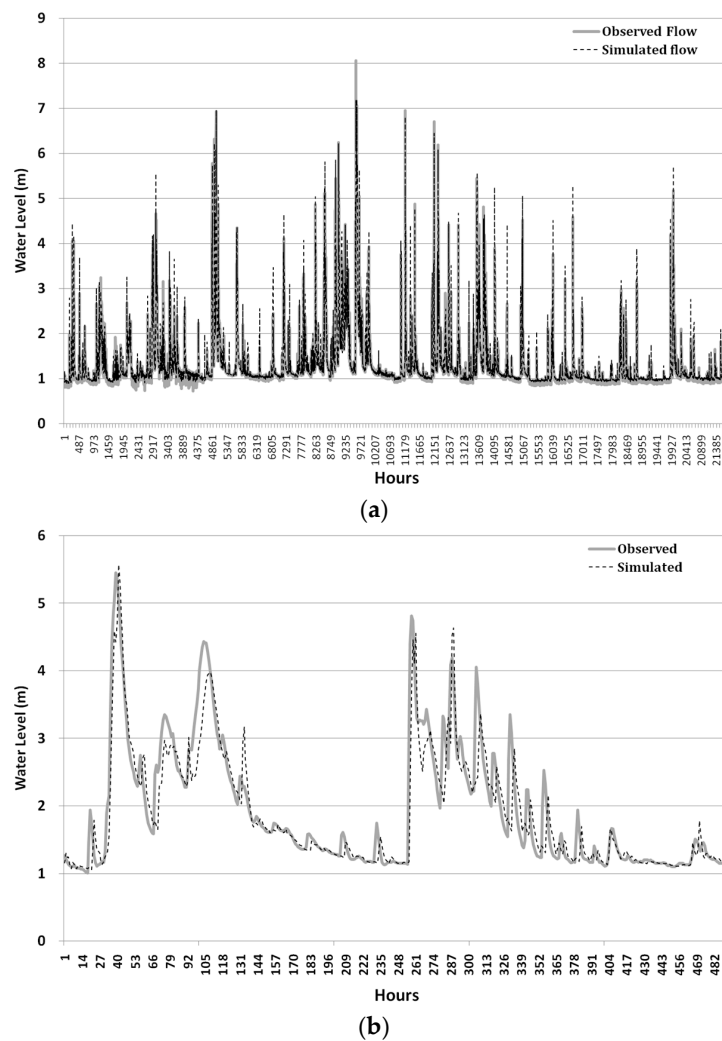 9
8
7
6
5
4
3
2
1
0
Water Level (m)
Observed Flow
Simulated flow
1 487 973 1459 1945 2431 2917 3403 3889 4375 4861 5347 5833 6319 6805 7291 7777 8263 8749 9235 9721 10207 10693 11179 11665 12151 12637 13123 13609 14095 14581 15067 15553 16039 16525 17011 17497 17983 18469 18955 19441 19927 20413 20899 21385
Hours
(a)
6
5
4
3
2
1
0
Water Level (m)
Observed
Simulated
1 14 27 40 53 66 79 92 105 118 131 144 157 170 183 196 209 222 235 248 261 274 287 300 313 326 339 352 365 378 391 404 417 430 443 456 469 482
Hours
(b)